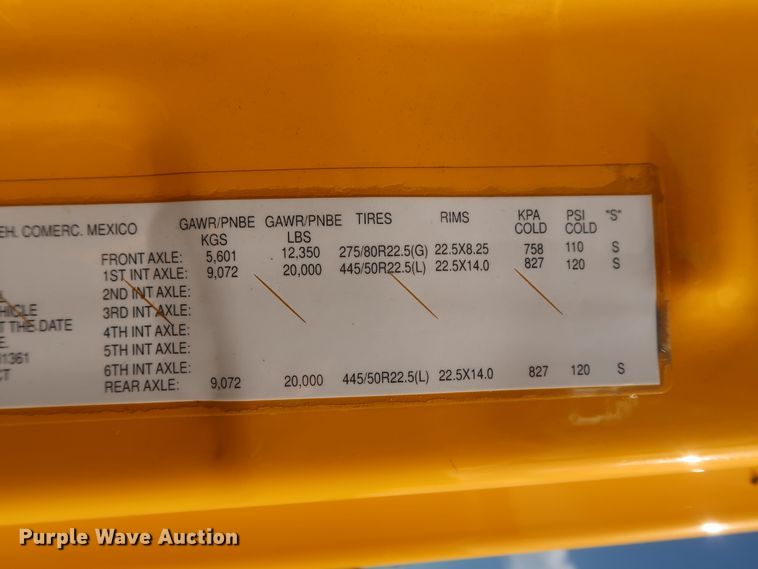 EH. COMERC. MEXICO GAWR/PNBE GAWR/PNBE TIRES RIMS KPA PSI "S"
KGS LBS COLD COLD
FRONT AXLE: 5,601 12,350 275/80R22.5(G) 22.5X8.25 758 110 S
1ST INT AXLE: 9,072 20,000 445/50R22.5(L) 22.5X14.0 827 120 S
2ND INT AXLE:
HICLE 3RD INT AXLE:
T THE DATE 4TH INT AXLE:
E. 5TH INT AXLE:
01361 6TH INT AXLE:
CT REAR AXLE: 9,072 20,000 445/50R22.5(L) 22.5X14.0 827 120 S
Purple Wave Auction